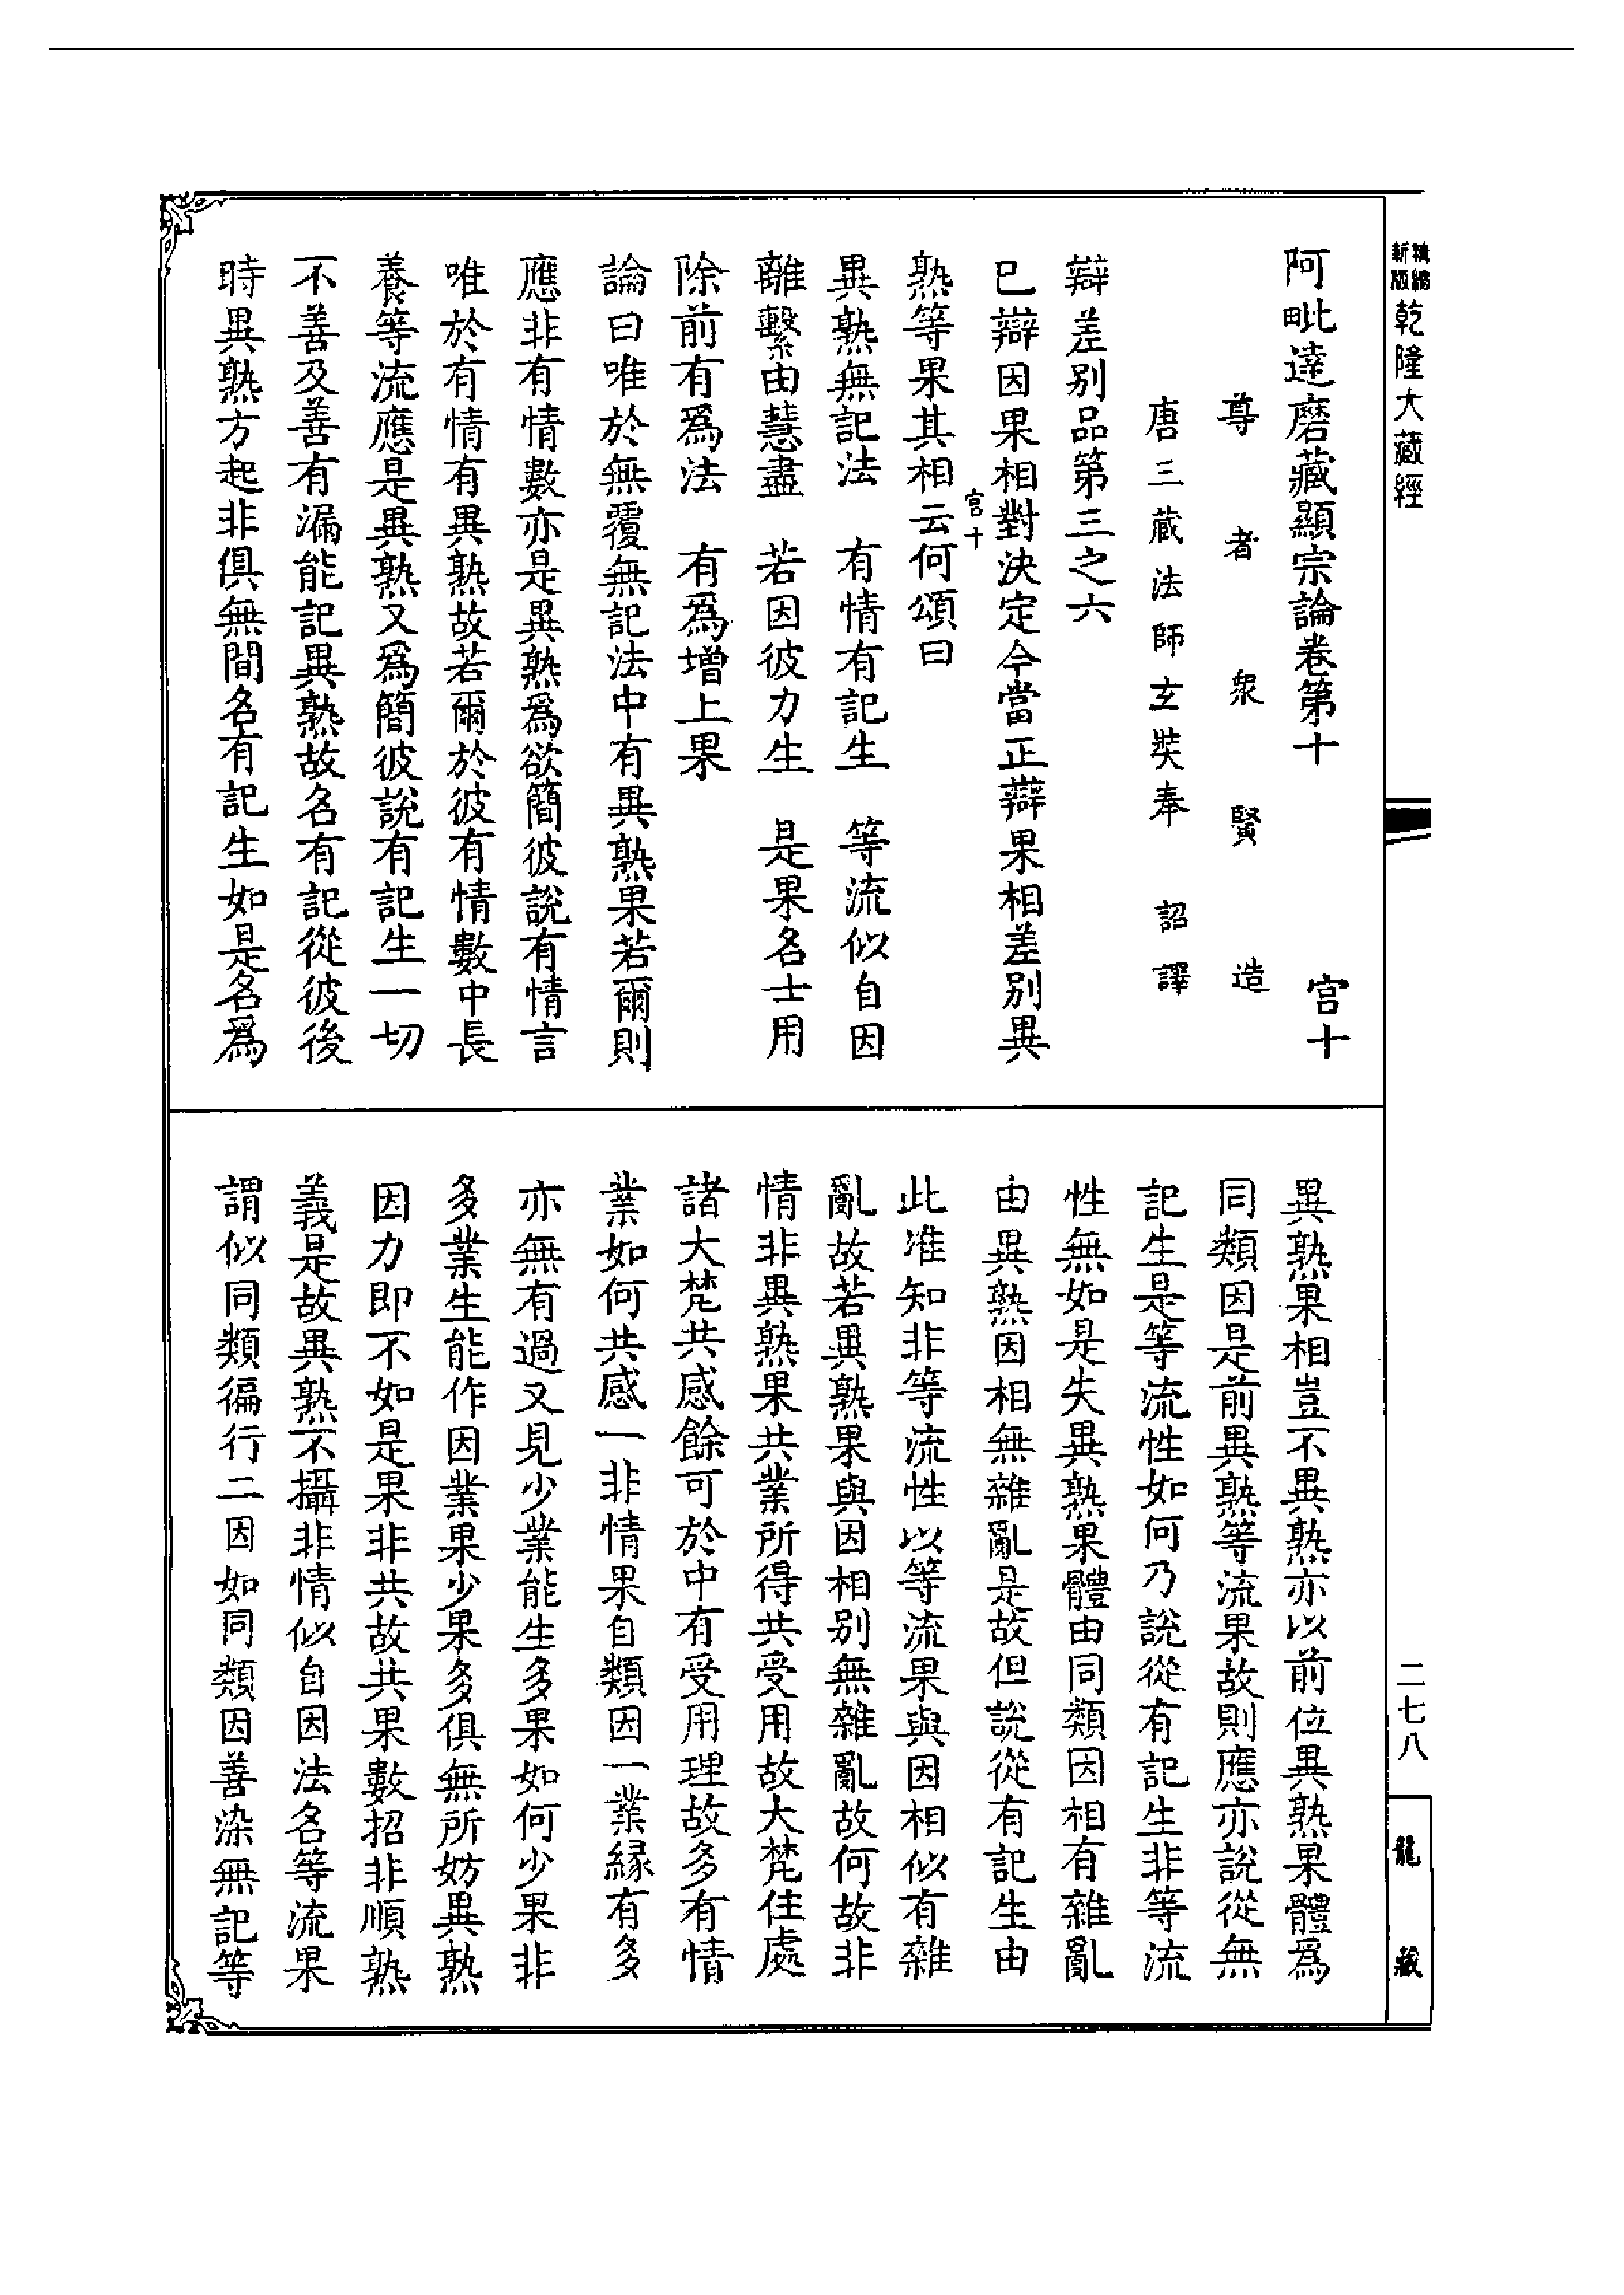 精縮新版乾隆大藏經
阿毗達磨藏顯宗論卷第十　宫十
尊者衆賢造
唐三藏法師玄奘奉　詔譯
辯差别品第三之六
已辯因果相對決定今當正辯果相差别異
宫十
熟等果其相云何頌曰
異熟無記法　有情有記生　等流似自因
離繫由慧盡　若因彼力生　是果名士用
除前有爲法　有爲增上果
論曰唯於無覆無記法中有異熟果若爾則
應非有情數亦是異熟爲欲簡彼說有情言
唯於有情有異熟故若爾於彼有情數中長
養等流應是異熟又爲簡彼說有記生一切
不善及善有漏能記異熟故名有記從彼後
時異熟方起非俱無間名有記生如是名爲
異熟果相豈不異熟亦以前位異熟果體爲
同類因是前異熟等流果故則應亦說從無
記生是等流性如何乃說從有記生非等流
性無如是失異熟果體由同類因相有雜亂
由異熟因相無雜亂是故但說從有記生由
此准知非等流性以等流果與因相似有雜
亂故若異熟果與因相别無雜亂故何故非
情非異熟果共業所得共受用故大梵住處
諸大梵共感餘可於中有受用理故多有情
業如何共感一非情果自類因一業緣有多
亦無有過又見少業能生多果如何少果非
多業生能作因業果少果多俱無所妨異熟
因力即不如是果非共故共果數招非順熟
義是故異熟不攝非情似自因法名等流果
謂似同類徧行二因如同類因善染無記等
二七八
龍藏